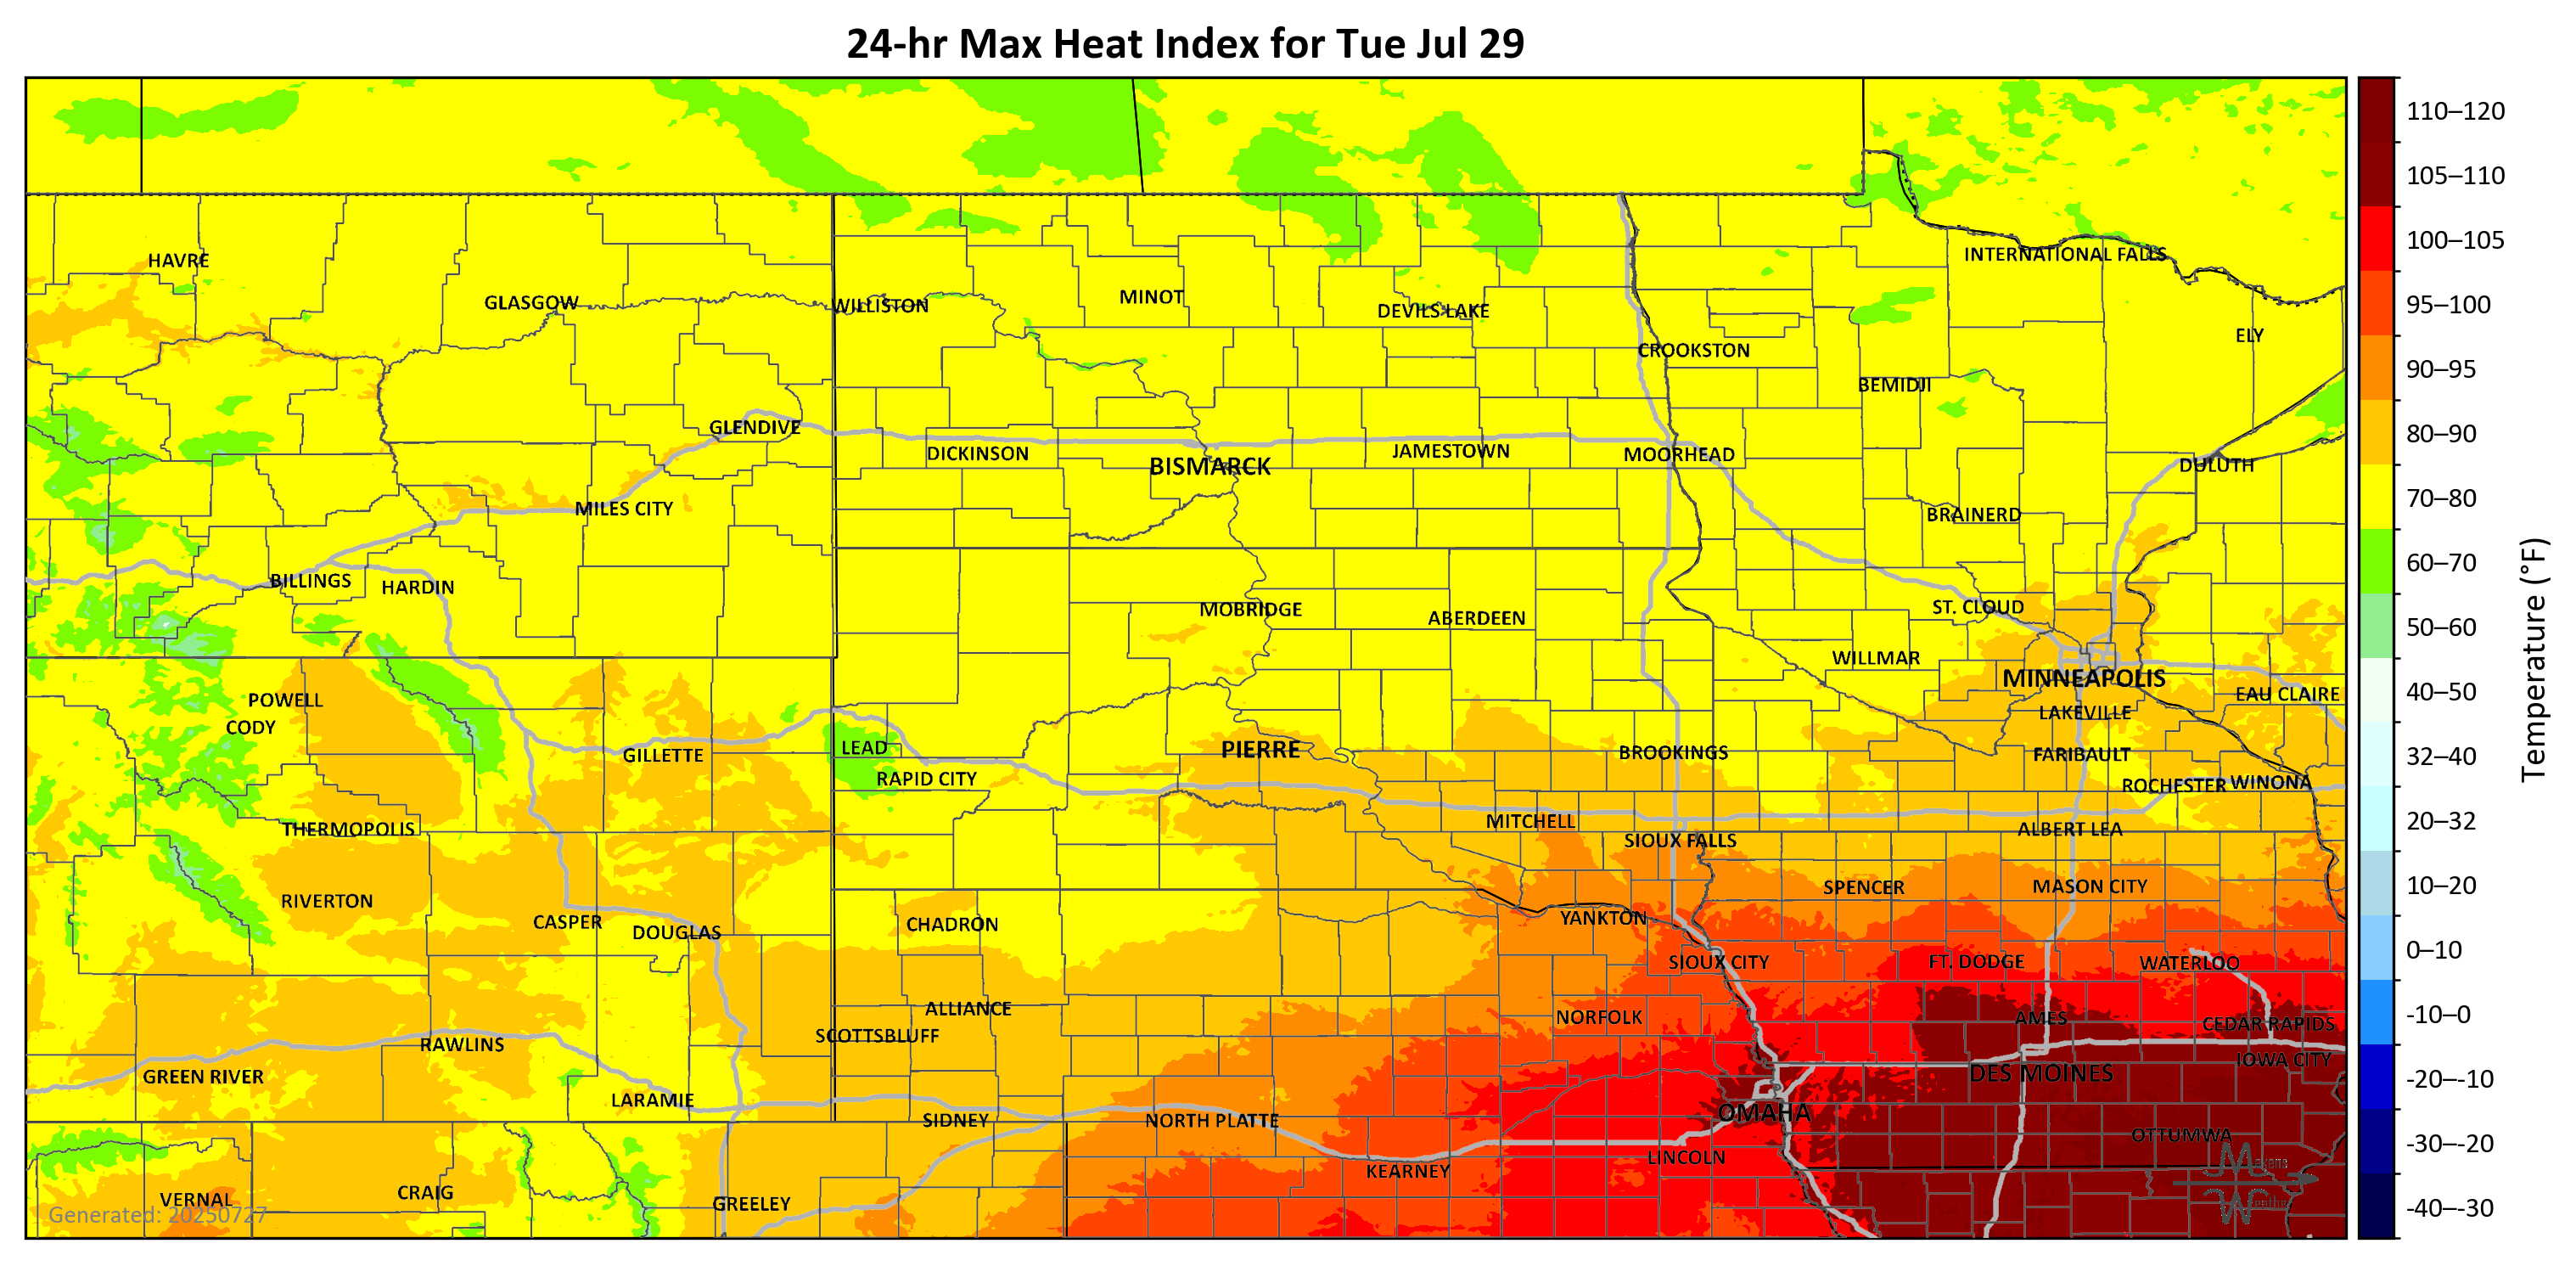 24-hr Max Heat Index for Tue Jul 29
110–120
105–110
HAVRE
INTERNATIONAL FALLS
100–105
GLASGOW
WILLISTON
MINOT
DEVILS LAKE
95–100
ELY
CROOKSTON
90–95
BEMIDJI
GLENDIVE
DICKINSON
BISMARCK
JAMESTOWN
MOORHEAD
DULUTH
80–90
MILES CITY
BRAINERD
70–80
BILLINGS
HARDIN
60–70
MOBRIDGE
ABERDEEN
ST. CLOUD
50–60
WILLMAR
MINNEAPOLIS
POWELL
EAU CLAIRE
40–50
CODY
LAKEVILLE
GILLETTE
LEAD
PIERRE
BROOKINGS
FARIBAULT
32–40
RAPID CITY
ROCHESTER
WINONA
Temperature (°F)
THERMOPOLIS
MITCHELL
SIOUX FALLS
ALBERT LEA
20–32
RIVERTON
SPENCER
MASON CITY
10–20
CASPER
DOUGLAS
CHADRON
YANKTON
SIOUX CITY
FT. DODGE
WATERLOO
0–10
ALLIANCE
NORFOLK
AMES
CEDAR RAPIDS
-10–0
RAWLINS
SCOTTSBLUFF
IOWA CITY
GREEN RIVER
DES MOINES
-20–-10
LARAMIE
SIDNEY
NORTH PLATTE
OMAHA
OTTUMWA
-30–-20
KEARNEY
LINCOLN
Makens
VERNAL
CRAIG
GREELEY
Weather
-40–-30
Generated: 20250727